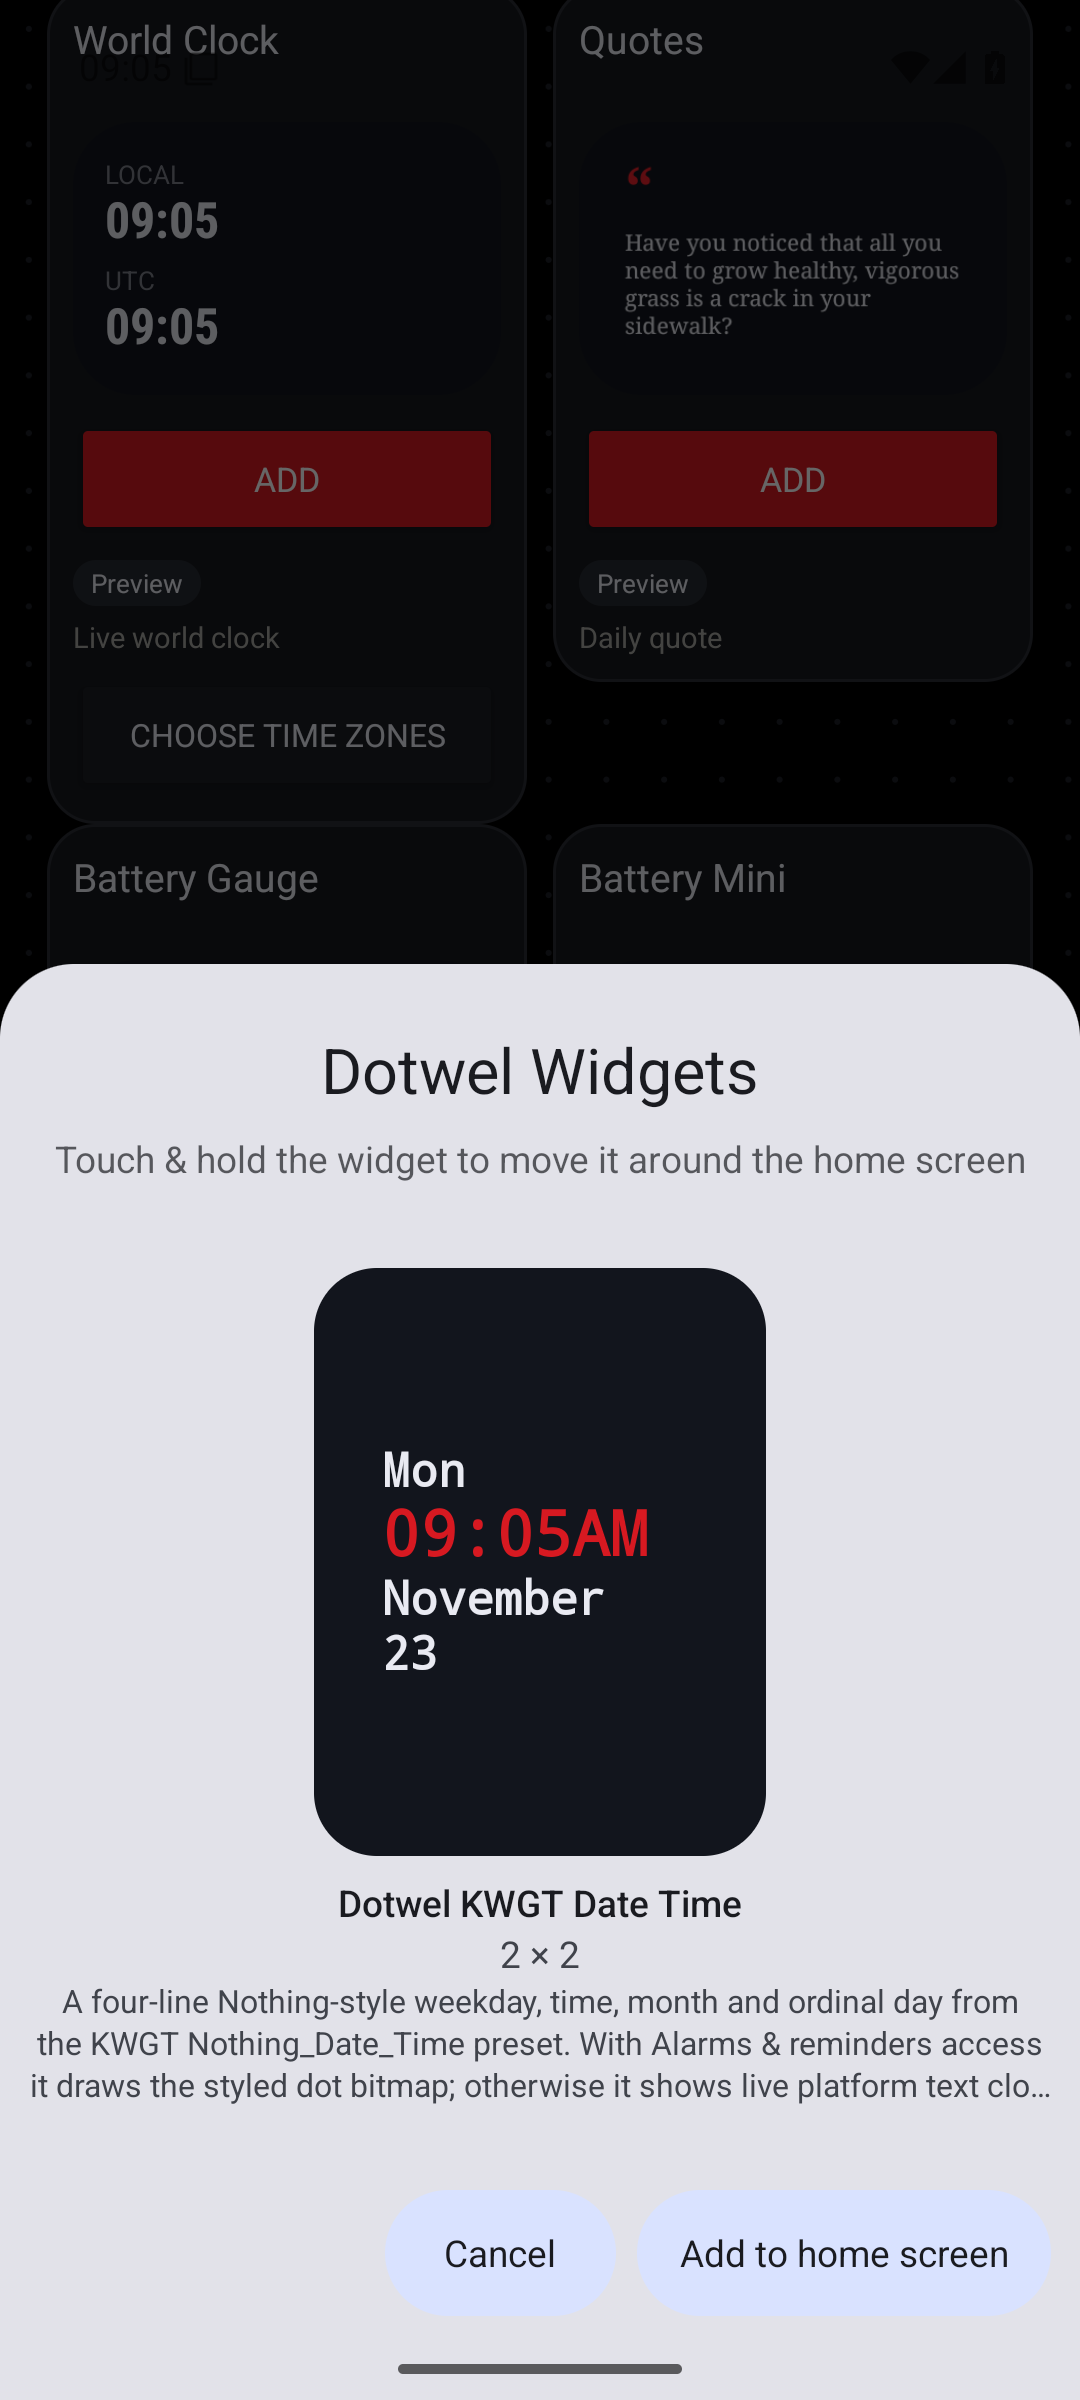 World Clock
Quotes
09:05
LOCAL
09:05
UTC
09:05
“
Have you noticed that all you
need to grow healthy, vigorous
grass is a crack in your
sidewalk?
ADD
ADD
Preview
Preview
Live world clock
Daily quote
CHOOSE TIME ZONES
Battery Gauge
Battery Mini
Dotwel Widgets
Touch & hold the widget to move it around the home screen
Mon
09:05AM
November
23
Dotwel KWGT Date Time
2 × 2
A four-line Nothing-style weekday, time, month and ordinal day from
the KWGT Nothing_Date_Time preset. With Alarms & reminders access
it draws the styled dot bitmap; otherwise it shows live platform text clo…
Cancel
Add to home screen